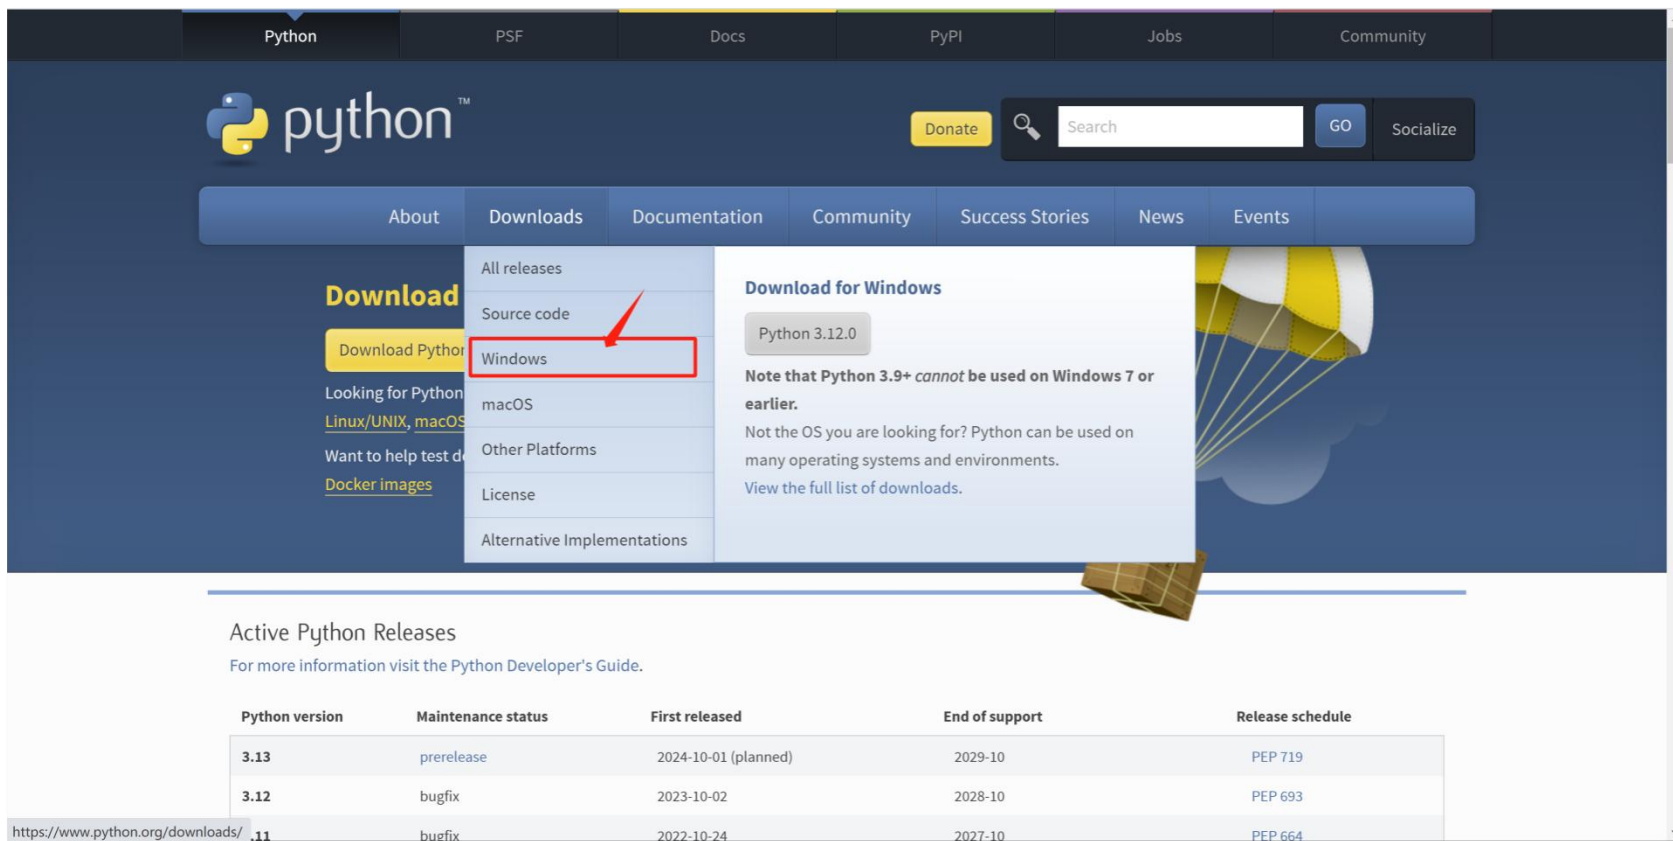 Python PSF Docs PyPI Jobs Community
python™
Donate Search GO Socialize
About Downloads Documentation Community Success Stories News Events
Download
Download Python
Looking for Python
Linux/UNIX, macOS
Want to help test d
Docker images
All releases
Source code
Windows
macOS
Other Platforms
License
Alternative Implementations
Download for Windows
Python 3.12.0
Note that Python 3.9+ cannot be used on Windows 7 or
earlier.
Not the OS you are looking for? Python can be used on
many operating systems and environments.
View the full list of downloads.
Active Python Releases
For more information visit the Python Developer's Guide.
Python version Maintenance status First released End of support Release schedule
3.13 prerelease 2024-10-01 (planned) 2029-10 PEP 719
3.12 bugfix 2023-10-02 2028-10 PEP 693
.11 bugfix 2022-10-24 2027-10 PEP 664
https://www.python.org/downloads/